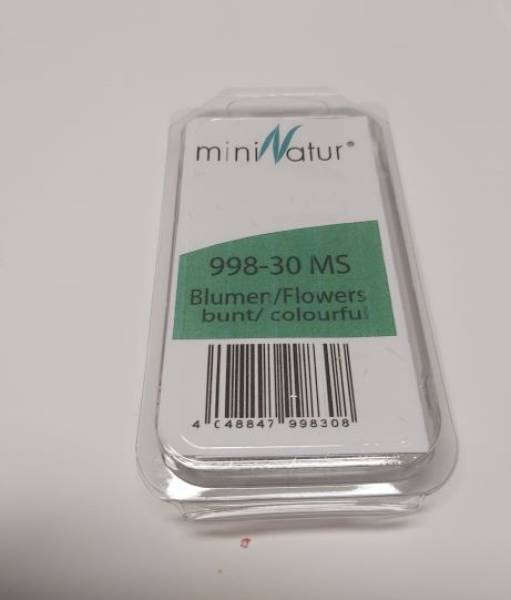 miniNatur®
998-30 MS
Blumen/Flowers
bunt/ colourful
4 048847 998308